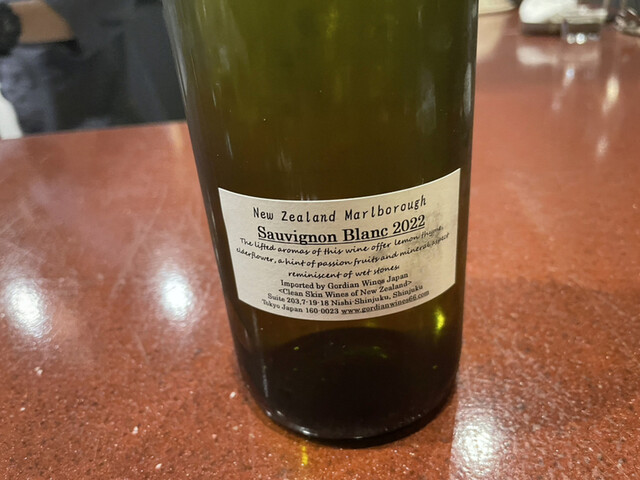 New Zealand Marlborough
Sauvignon Blanc 2022
The lifted aromas of this wine offer lemon thyme,
elderflower, a hint of passion fruits and mineral aspect
reminiscent of wet stones.
Imported by Gordian Wines Japan
<Clean Skin Wines of New Zealand>
Suite 203,7-19-18 Nishi-Shinjuku, Shinjuku
Tokyo Japan 160-0023 www.gordianwines66.com